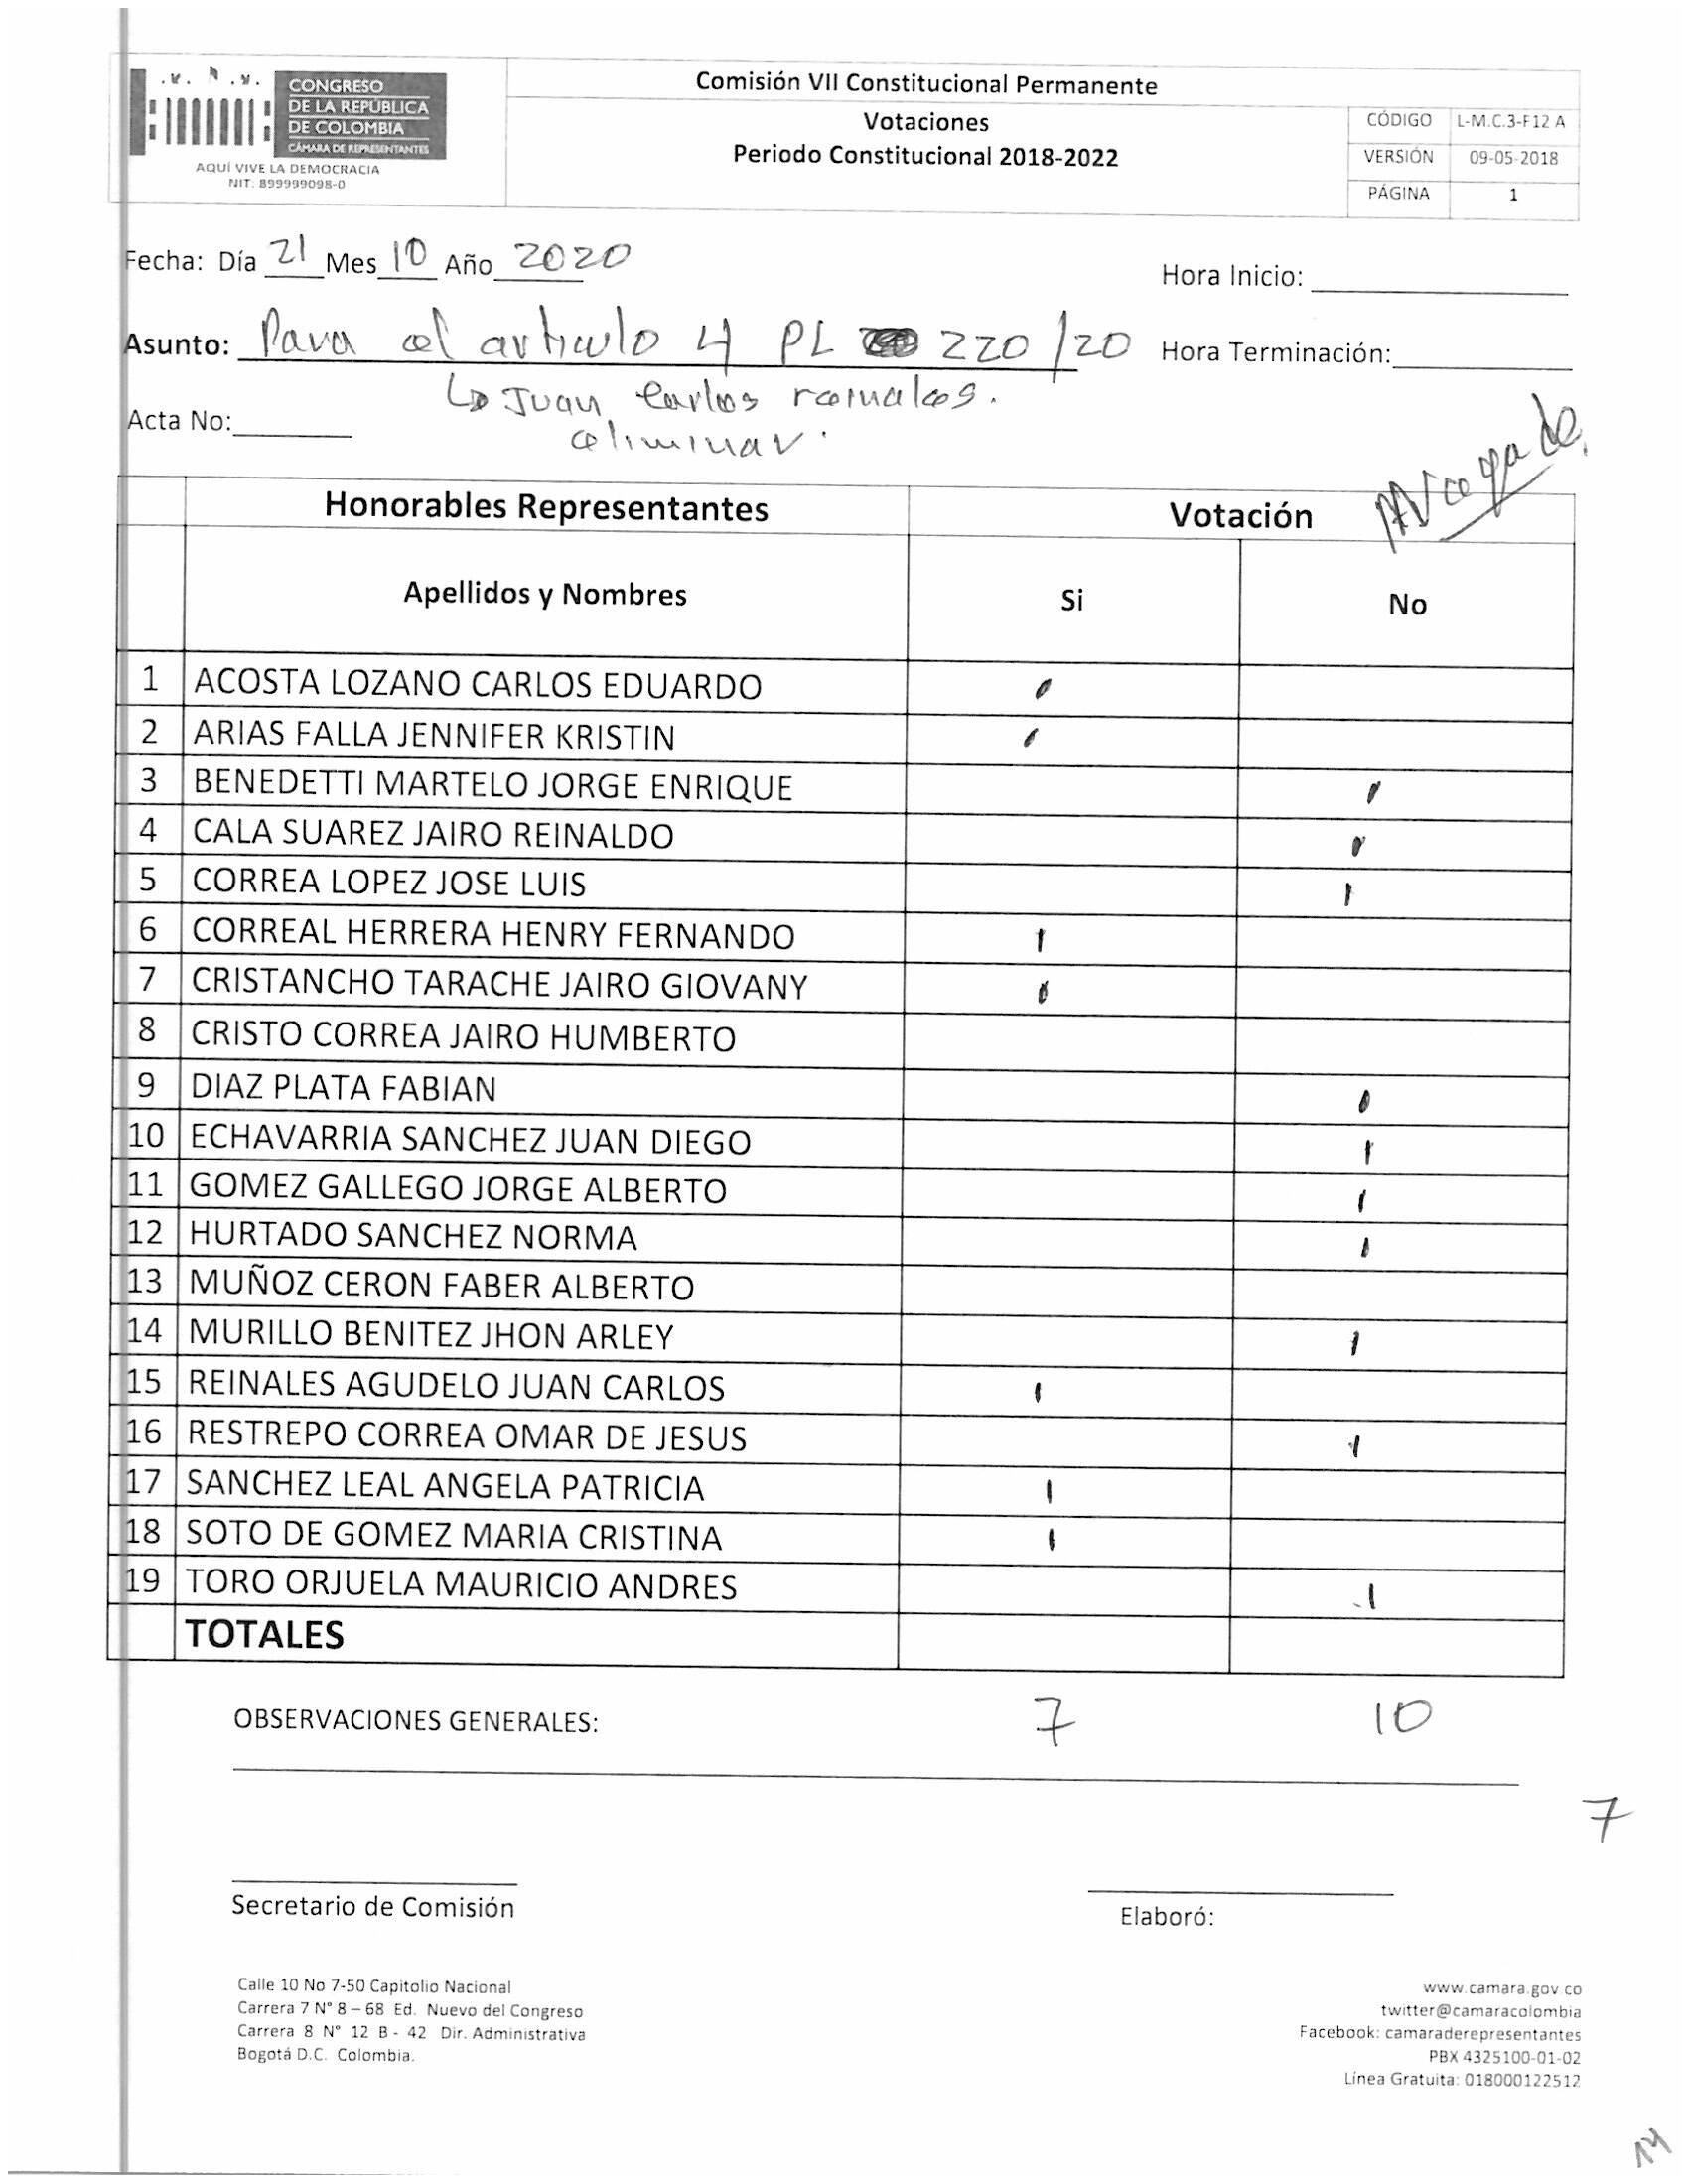 CONGRESO
DE LA REPÚBLICA
DE COLOMBIA
CÁMARA DE REPRESENTANTES
AQUÍ VIVE LA DEMOCRACIA
NIT: 899999098-0
Comisión VII Constitucional Permanente
Votaciones
Periodo Constitucional 2018-2022
CÓDIGO L-M.C.3-F12 A
VERSIÓN 09-05-2018
PÁGINA 1
Fecha: Día 21 Mes 10 Año 2020
Hora Inicio:
Asunto: Para el articulo 4 PL 220/20
Hora Terminación:
Juan Carlos reinales.
Acta No:
eliminar.
Negada
Honorables Representantes Votación
Apellidos y Nombres Si No
1 ACOSTA LOZANO CARLOS EDUARDO
2 ARIAS FALLA JENNIFER KRISTIN
3 BENEDETTI MARTELO JORGE ENRIQUE
4 CALA SUAREZ JAIRO REINALDO
5 CORREA LOPEZ JOSE LUIS
6 CORREAL HERRERA HENRY FERNANDO
7 CRISTANCHO TARACHE JAIRO GIOVANY
8 CRISTO CORREA JAIRO HUMBERTO
9 DIAZ PLATA FABIAN
10 ECHAVARRIA SANCHEZ JUAN DIEGO
11 GOMEZ GALLEGO JORGE ALBERTO
12 HURTADO SANCHEZ NORMA
13 MUÑOZ CERON FABER ALBERTO
14 MURILLO BENITEZ JHON ARLEY
15 REINALES AGUDELO JUAN CARLOS
16 RESTREPO CORREA OMAR DE JESUS
17 SANCHEZ LEAL ANGELA PATRICIA
18 SOTO DE GOMEZ MARIA CRISTINA
19 TORO ORJUELA MAURICIO ANDRES
TOTALES
OBSERVACIONES GENERALES: 7 10
7
Secretario de Comisión
Elaboró:
Calle 10 No 7-50 Capitolio Nacional
Carrera 7 N° 8 – 68 Ed. Nuevo del Congreso
Carrera 8 N° 12 B - 42 Dir. Administrativa
Bogotá D.C. Colombia.
www.camara.gov.co
twitter@camaracolombia
Facebook: camaraderepresentantes
PBX 4325100-01-02
Línea Gratuita: 018000122512
14